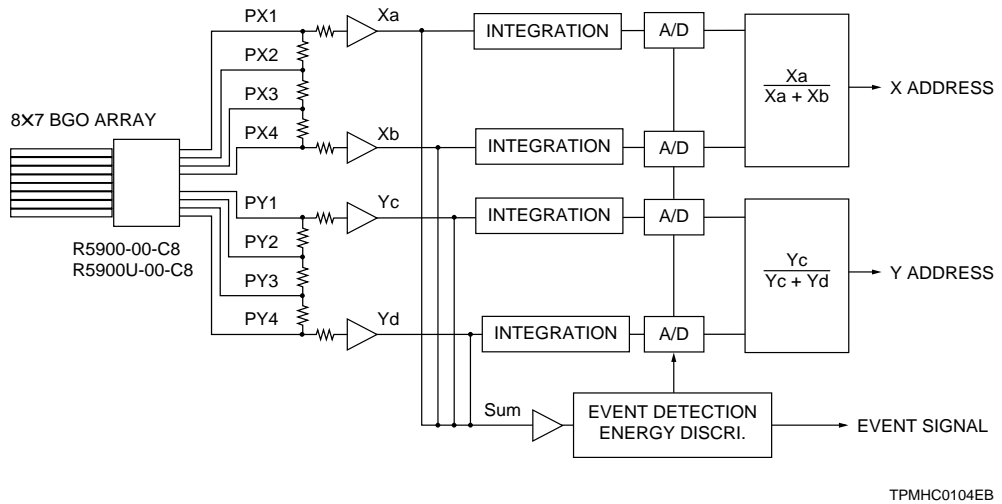 PX1
PX2
PX3
PX4
Xa
Xb
INTEGRATION
A/D
INTEGRATION
A/D
Xa
Xa + Xb
X ADDRESS
8X7 BGO ARRAY
R5900-00-C8
R5900U-00-C8
PY1
PY2
PY3
PY4
Yc
Yd
INTEGRATION
A/D
INTEGRATION
A/D
Yc
Yc + Yd
Y ADDRESS
Sum
EVENT DETECTION
ENERGY DISCRI.
EVENT SIGNAL
TPMHC0104EB